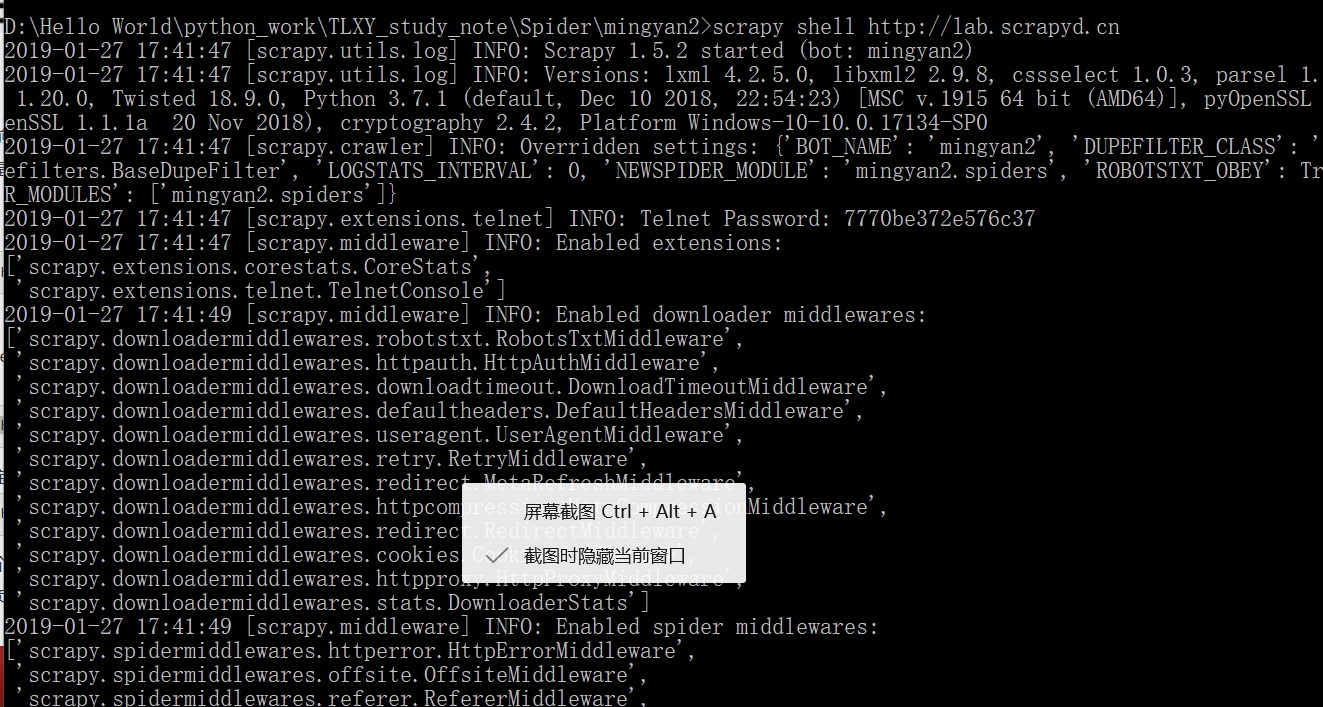 D:\Hello World\python_work\TLXY_study_note\Spider\mingyan2>scrapy shell http://lab.scrapyd.cn
2019-01-27 17:41:47 [scrapy.utils.log] INFO: Scrapy 1.5.2 started (bot: mingyan2)
2019-01-27 17:41:47 [scrapy.utils.log] INFO: Versions: lxml 4.2.5.0, libxml2 2.9.8, cssselect 1.0.3, parsel 1.
1.20.0, Twisted 18.9.0, Python 3.7.1 (default, Dec 10 2018, 22:54:23) [MSC v.1915 64 bit (AMD64)], pyOpenSSL
enSSL 1.1.1a  20 Nov 2018), cryptography 2.4.2, Platform Windows-10-10.0.17134-SP0
2019-01-27 17:41:47 [scrapy.crawler] INFO: Overridden settings: {'BOT_NAME': 'mingyan2', 'DUPEFILTER_CLASS': '
efilters.BaseDupeFilter', 'LOGSTATS_INTERVAL': 0, 'NEWSPIDER_MODULE': 'mingyan2.spiders', 'ROBOTSTXT_OBEY': Tr
R_MODULES': ['mingyan2.spiders']}
2019-01-27 17:41:47 [scrapy.extensions.telnet] INFO: Telnet Password: 7770be372e576c37
2019-01-27 17:41:47 [scrapy.middleware] INFO: Enabled extensions:
['scrapy.extensions.corestats.CoreStats',
'scrapy.extensions.telnet.TelnetConsole']
2019-01-27 17:41:49 [scrapy.middleware] INFO: Enabled downloader middlewares:
['scrapy.downloadermiddlewares.robotstxt.RobotsTxtMiddleware',
'scrapy.downloadermiddlewares.httpauth.HttpAuthMiddleware',
'scrapy.downloadermiddlewares.downloadtimeout.DownloadTimeoutMiddleware',
'scrapy.downloadermiddlewares.defaultheaders.DefaultHeadersMiddleware',
'scrapy.downloadermiddlewares.useragent.UserAgentMiddleware',
'scrapy.downloadermiddlewares.retry.RetryMiddleware',
'scrapy.downloadermiddlewares.redirect.MetaRefreshMiddleware',
'scrapy.downloadermiddlewares.httpcompression.HttpCompressionMiddleware',
屏幕截图 Ctrl + Alt + A
'scrapy.downloadermiddlewares.redirect.RedirectMiddleware',
'scrapy.downloadermiddlewares.cookies.
截图时隐藏当前窗口
'scrapy.downloadermiddlewares.httpproxy.HttpProxyMiddleware',
'scrapy.downloadermiddlewares.stats.DownloaderStats']
2019-01-27 17:41:49 [scrapy.middleware] INFO: Enabled spider middlewares:
['scrapy.spidermiddlewares.httperror.HttpErrorMiddleware',
'scrapy.spidermiddlewares.offsite.OffsiteMiddleware',
'scrapy.spidermiddlewares.referer.RefererMiddleware',